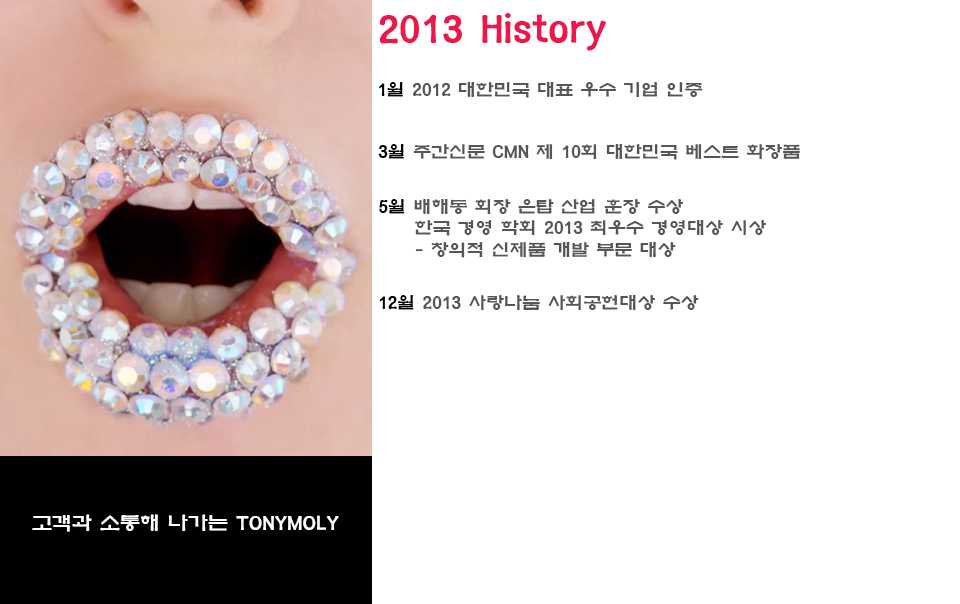 2013 History
1월 2012 대한민국 대표 우수 기업 인증
3월 주간신문 CMN 제 10회 대한민국 베스트 화장품
5월 배해동 회장 은탑 산업 훈장 수상
한국 경영 학회 2013 최우수 경영대상 시상
- 창의적 신제품 개발 부문 대상
12월 2013 사랑나눔 사회공헌대상 수상
고객과 소통해 나가는 TONYMOLY